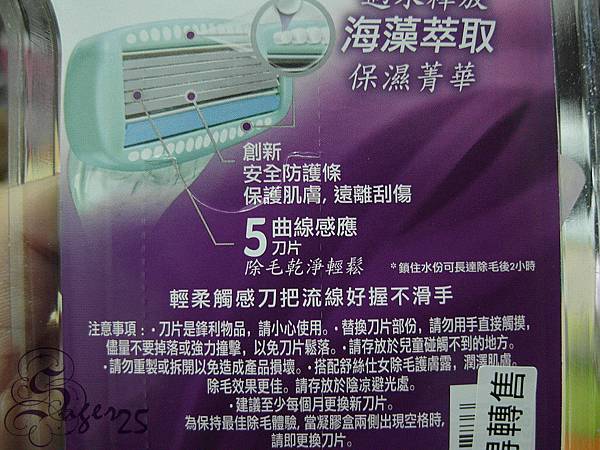 遇水釋放
海藻萃取
保濕菁華
創新
安全防護條
保護肌膚, 遠離刮傷
5 曲線感應
刀片
除毛乾淨輕鬆
*鎖住水份可長達除毛後2小時
輕柔觸感刀把流線好握不滑手
注意事項：・刀片是鋒利物品，請小心使用。・替換刀片部份，請勿用手直接觸摸，
儘量不要掉落或強力撞擊，以免刀片鬆落。・請存放於兒童碰觸不到的地方。
・請勿重製或拆開以免造成產品損壞。・搭配舒絲仕女除毛護膚露，潤澤肌膚。
除毛效果更佳。請存放於陰涼避光處。
・建議至少每個月更換新刀片。
為保持最佳除毛體驗, 當凝膠盒兩側出現空格時,
請即更換刀片。
得轉售
Sager25